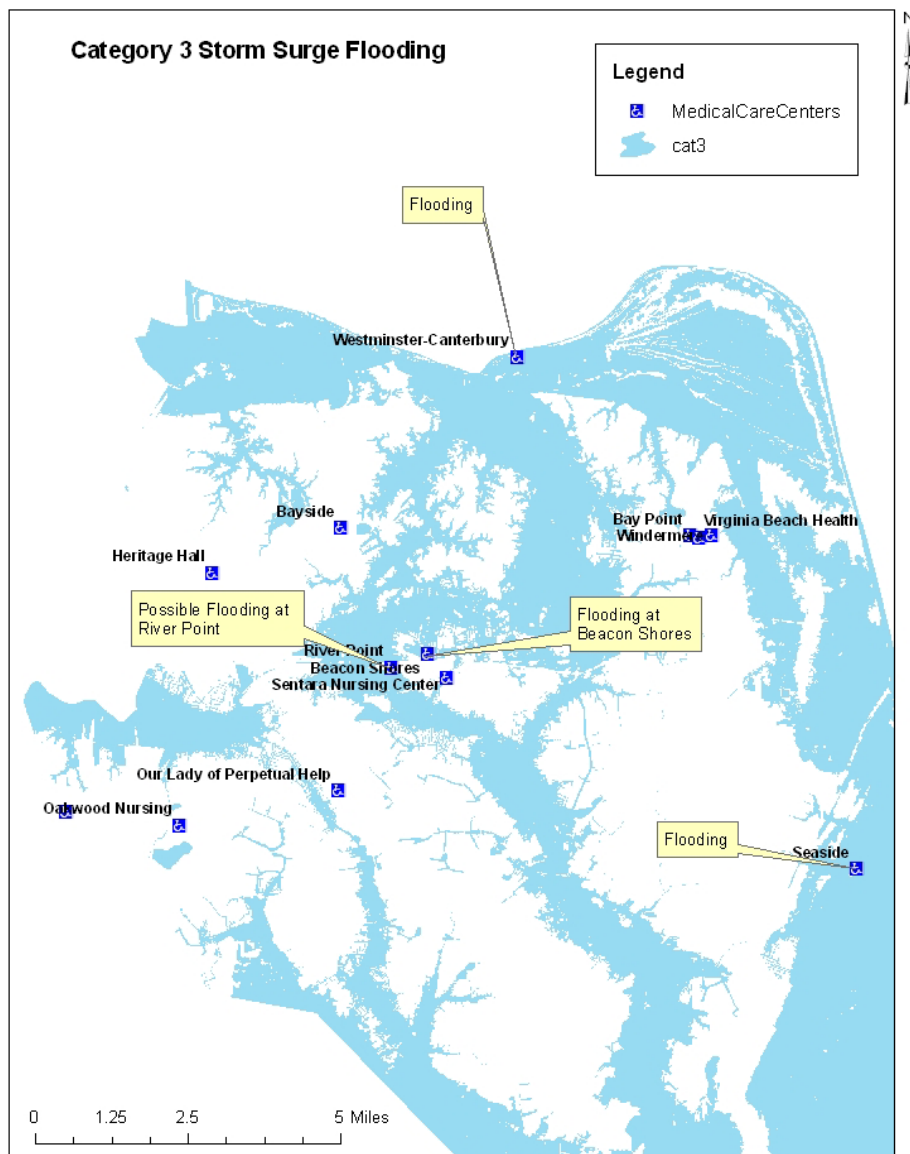 Category 3 Storm Surge Flooding
N
Legend
MedicalCareCenters
cat3
Flooding
Westminster-Canterbury
Bayside
Bay Point
Virginia Beach Health
Windermere
Heritage Hall
Possible Flooding at
River Point
Flooding at
Beacon Shores
River Point
Beacon Shores
Sentara Nursing Center
Our Lady of Perpetual Help
Oakwood Nursing
Flooding
Seaside
0 1.25 2.5 5 Miles